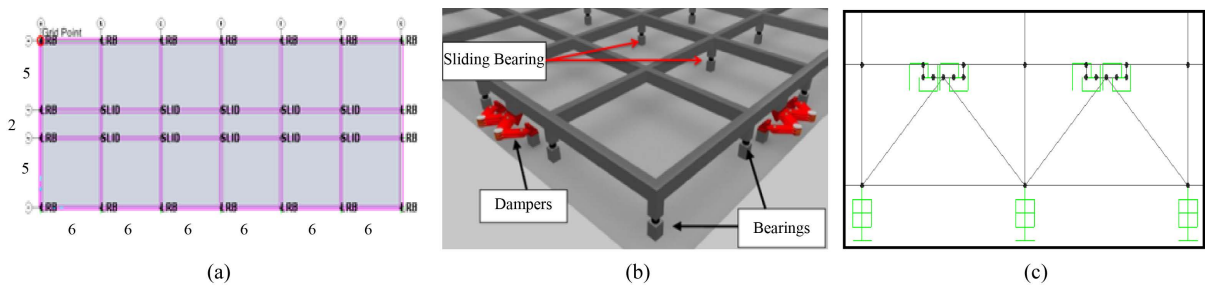 Grid Point
LRB LRB LRB LRB LRB LRB LRB
5
LRB SLID SLID SLID SLID SLID LRB
2
LRB SLID SLID SLID SLID SLID LRB
5
LRB LRB LRB LRB LRB LRB LRB
6 6 6 6 6 6
(a)
Sliding Bearing
Dampers
Bearings
(b)
(c)